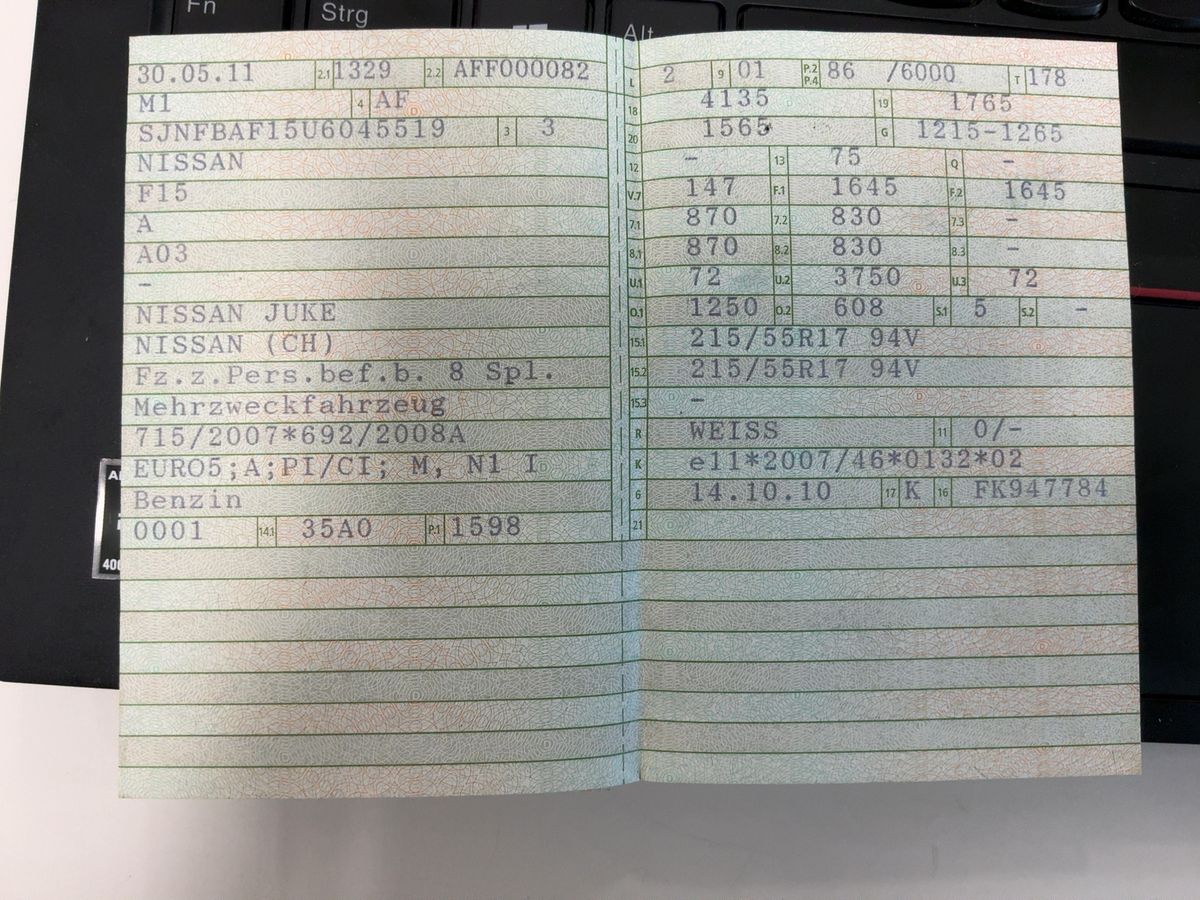 Fn Strg Alt
30.05.11 2.1 1329 2.2 AFF000082
M1 4 AF
SJNFBAF15U6045519 3 3
NISSAN
F15
A
A03
–
NISSAN JUKE
NISSAN (CH)
Fz.z.Pers.bef.b. 8 Spl.
Mehrzweckfahrzeug
715/2007*692/2008A
EURO5;A;PI/CI; M, N1 I
Benzin
0001 14.1 35A0 P.1 1598
L 2 9 01 P.2 P.4 86 /6000 T 178
18 4135 19 1765
20 1565 G 1215-1265
12 – 13 75 Q –
V.7 147 F.1 1645 F.2 1645
7.1 870 7.2 830 7.3 –
8.1 870 8.2 830 8.3 –
U.1 72 U.2 3750 U.3 72
O.1 1250 O.2 608 S.1 5 S.2 –
15.1 215/55R17 94V
15.2 215/55R17 94V
15.3 –
R WEISS 11 0/-
K e11*2007/46*0132*02
6 14.10.10 17 K 16 FK947784
21